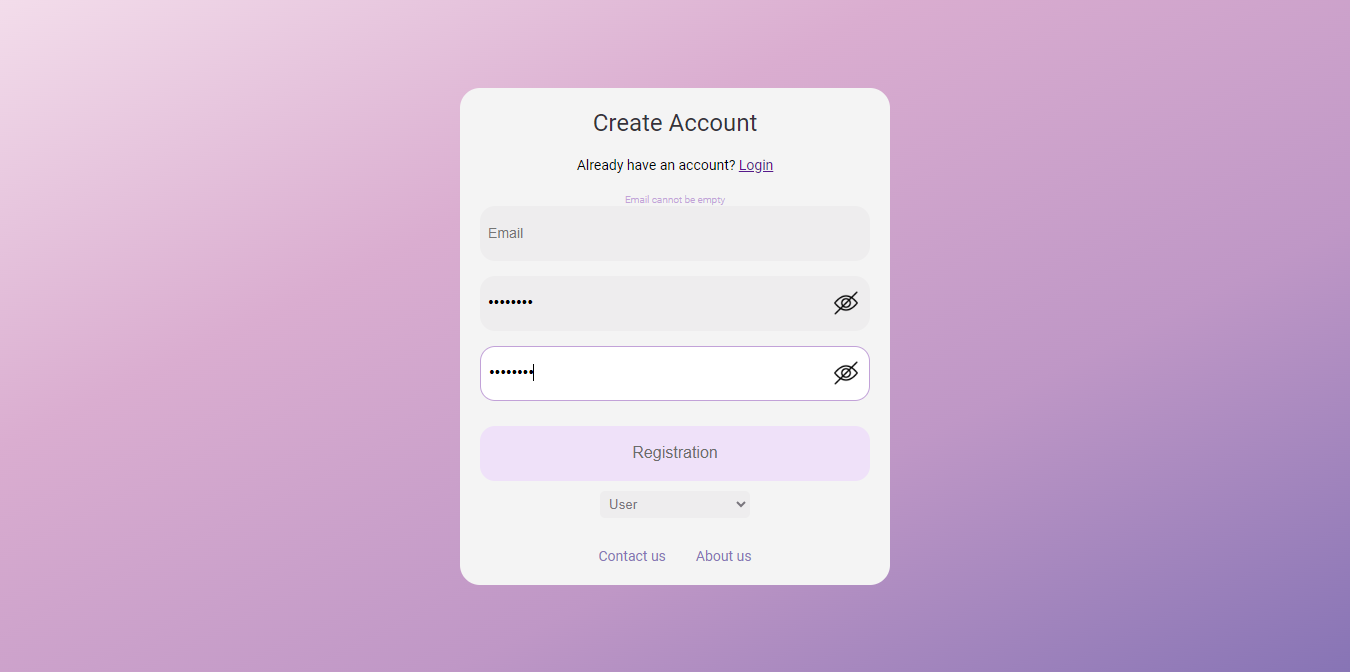 Create Account
Already have an account? Login
Email cannot be empty
Email
••••••••
••••••••
Registration
User
Contact us About us